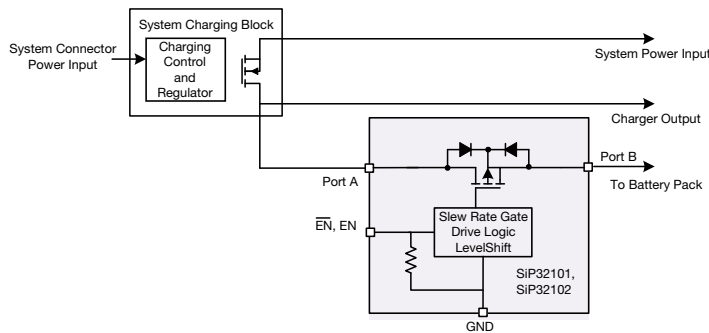 System Charging Block
System Connector
Power Input
Charging
Control
and
Regulator
System Power Input
Charger Output
Port A
Port B
To Battery Pack
EN, EN
Slew Rate Gate
Drive Logic
LevelShift
SiP32101,
SiP32102
GND